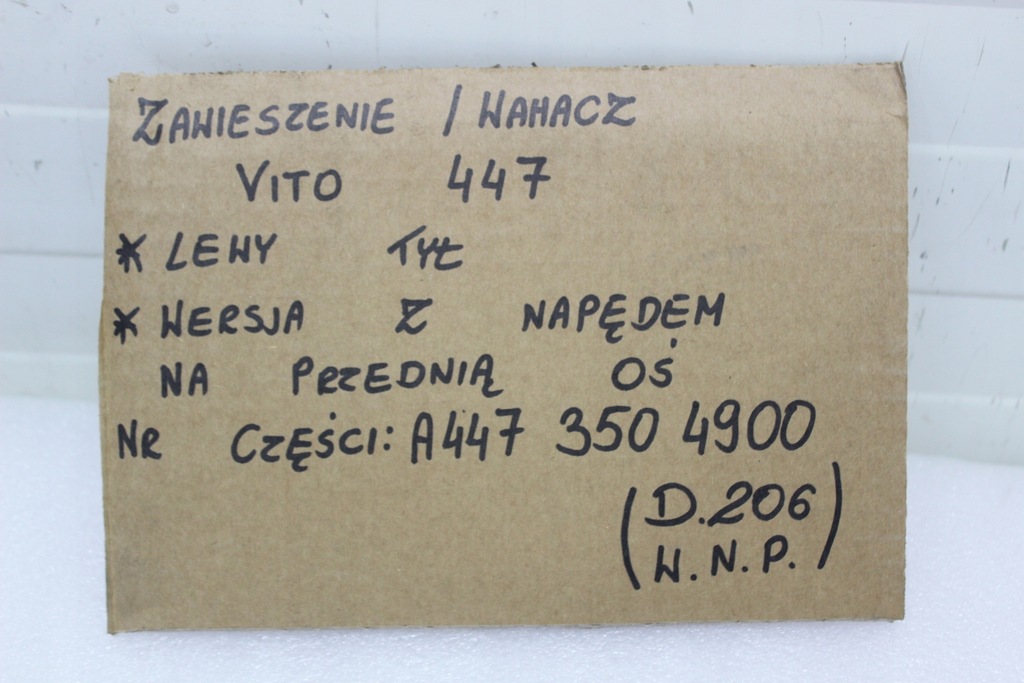 ZAWIESZENIE / WAHACZ
VITO 447
* LEWY TYŁ
* WERSJA Z NAPĘDEM
NA PRZEDNIĄ OŚ
NR CZĘŚCI: A447 350 4900
(D.206
W.N.P.)